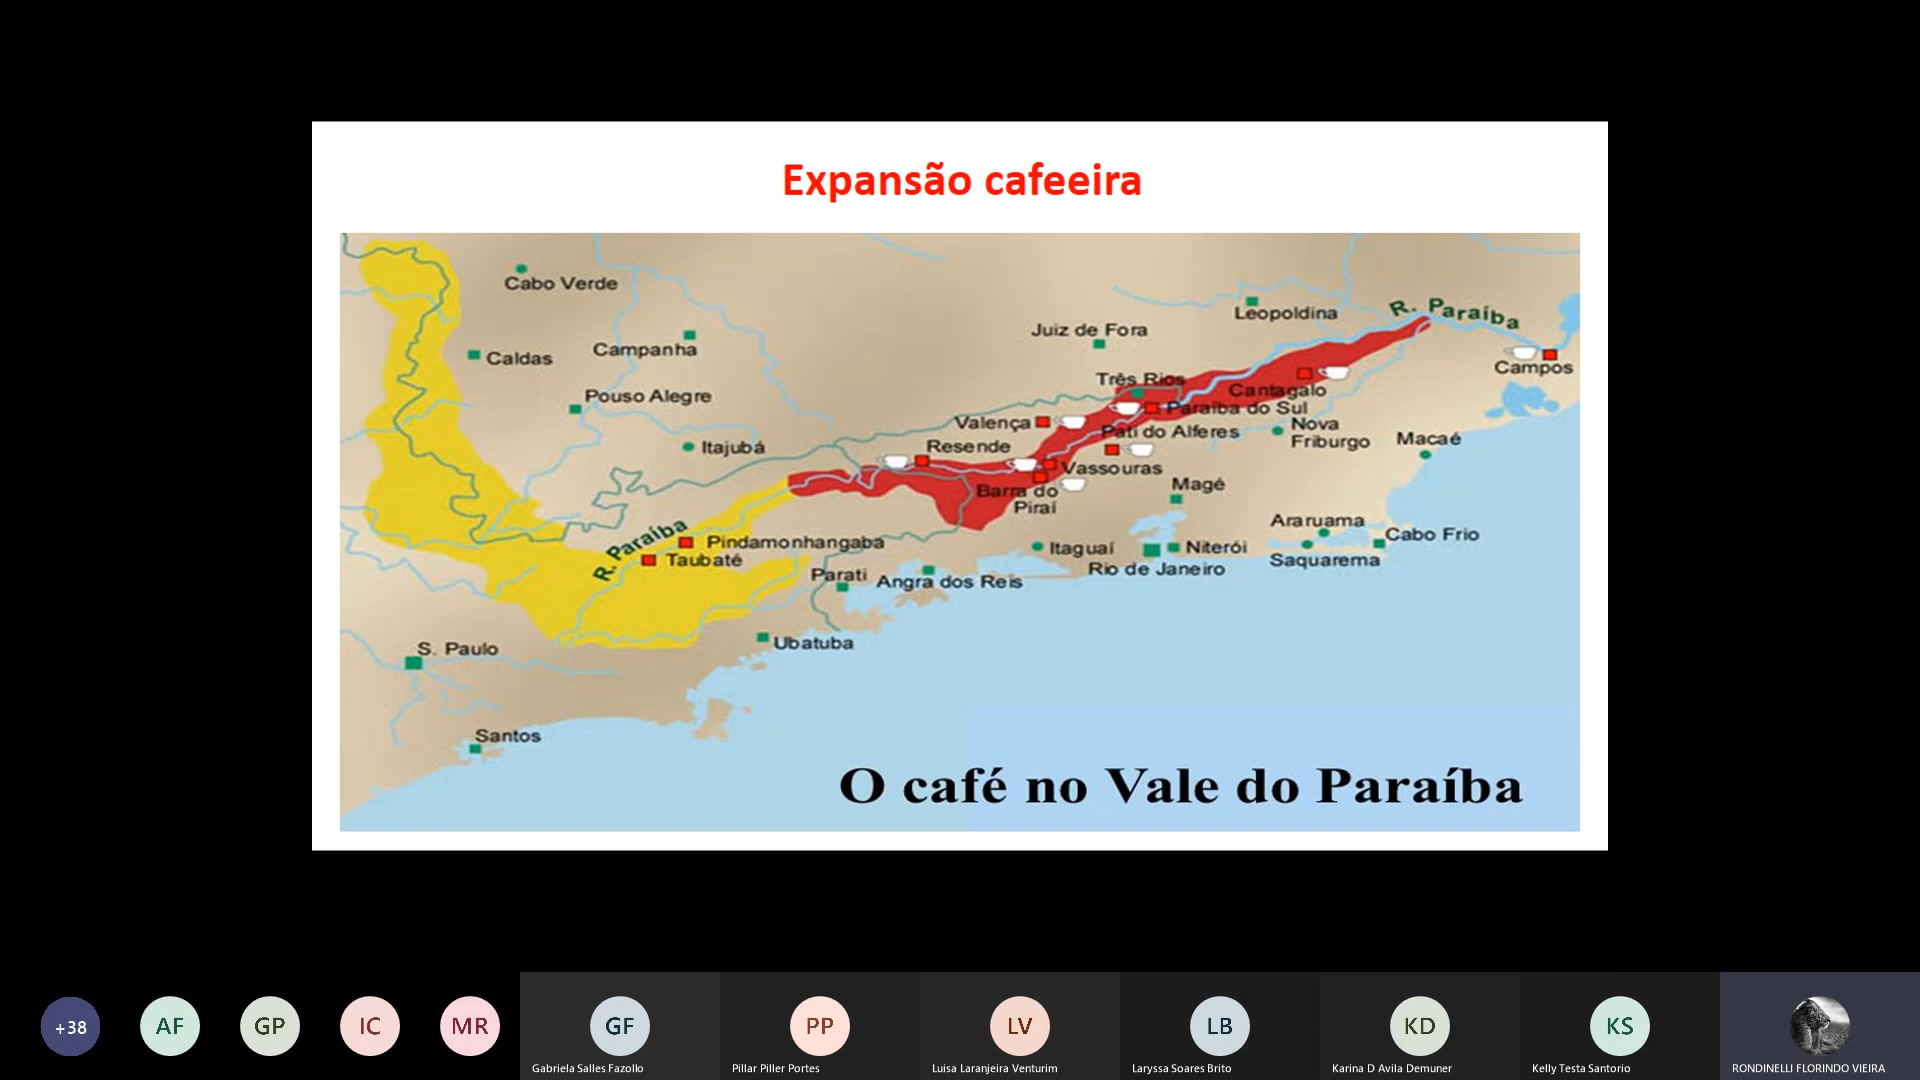 Expansão cafeeira
Cabo Verde
Leopoldina
R. Paraíba
Juiz de Fora
Campanha
Caldas
Campos
Três Rios
Cantagalo
Pouso Alegre
Paraíba do Sul
Valença
Pati do Alferes
Nova
Friburgo
Macaé
Itajubá
Resende
Vassouras
Magé
Barra do
Piraí
Araruama
R. Paraíba
Pindamonhangaba
Cabo Frio
Taubaté
Itaguaí
Niterói
Saquarema
Parati
Angra dos Reis
Rio de Janeiro
Ubatuba
S. Paulo
Santos
O café no Vale do Paraíba
+38
AF
GP
IC
MR
GF
PP
LV
LB
KD
KS
Gabriela Salles Fazollo
Pillar Piller Portes
Luisa Laranjeira Venturim
Laryssa Soares Brito
Karina D Avila Demuner
Kelly Testa Santorio
RONDINELLI FLORINDO VIEIRA